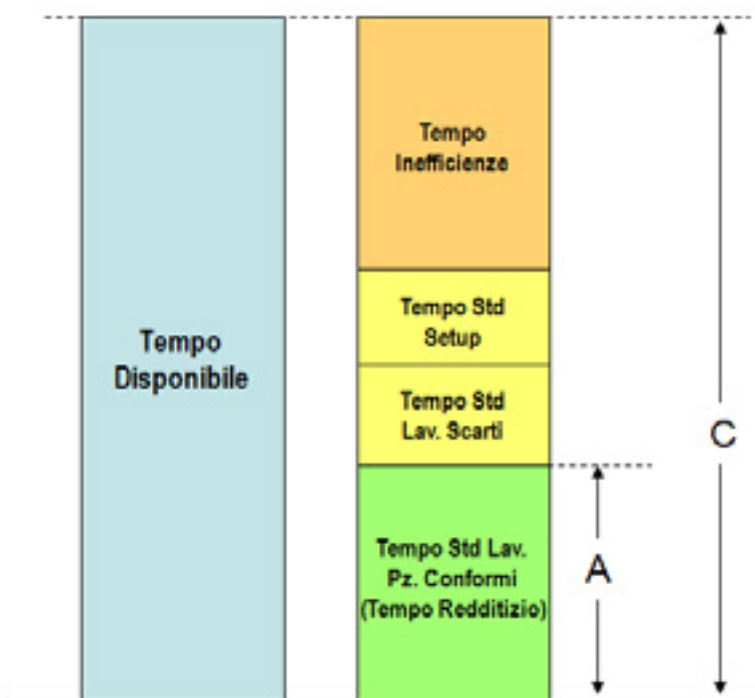 Tempo
Disponibile
Tempo
Inefficienze
Tempo Std
Setup
Tempo Std
Lav. Scarti
Tempo Std Lav.
Pz. Conformi
(Tempo Redditizio)
A
C